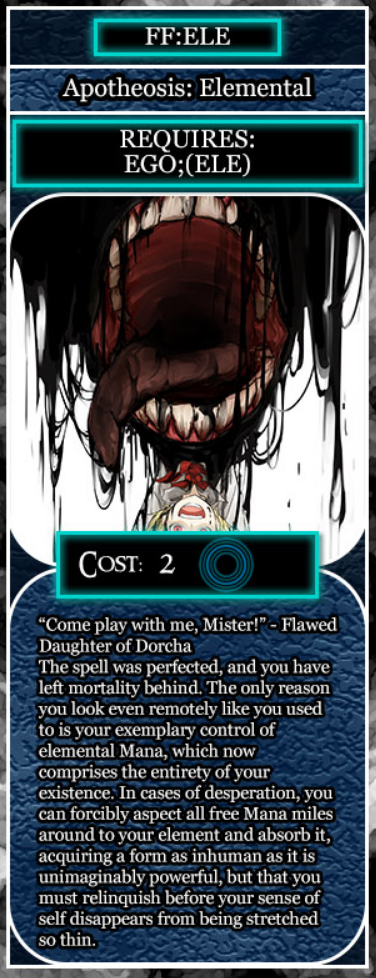 FF:ELE
Apotheosis: Elemental
REQUIRES:
EGO;(ELE)
COST: 2
“Come play with me, Mister!” - Flawed
Daughter of Dorcha
The spell was perfected, and you have
left mortality behind. The only reason
you look even remotely like you used
to is your exemplary control of
elemental Mana, which now
comprises the entirety of your
existence. In cases of desperation, you
can forcibly aspect all free Mana miles
around to your element and absorb it,
acquiring a form as inhuman as it is
unimaginably powerful, but that you
must relinquish before your sense of
self disappears from being stretched
so thin.